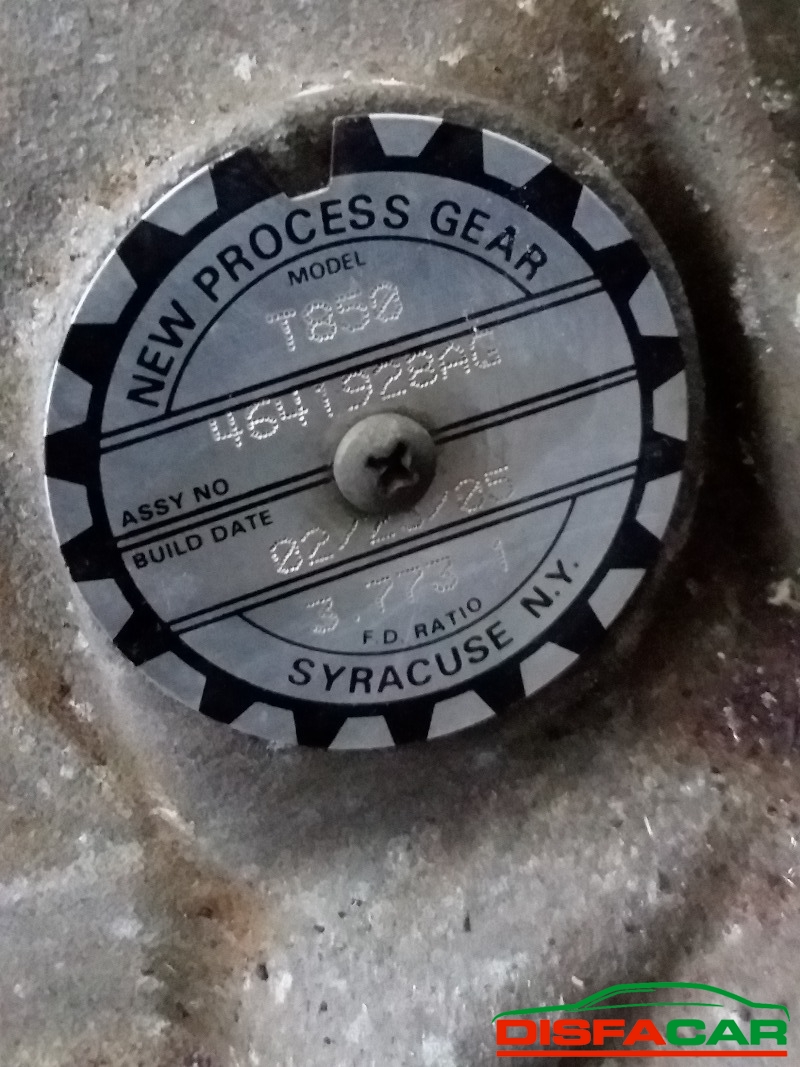 NEW PROCESS GEAR
MODEL
T850
4641928AG
ASSY NO
BUILD DATE
3.773 1
F.D. RATIO
SYRACUSE N.Y.
DISFACAR